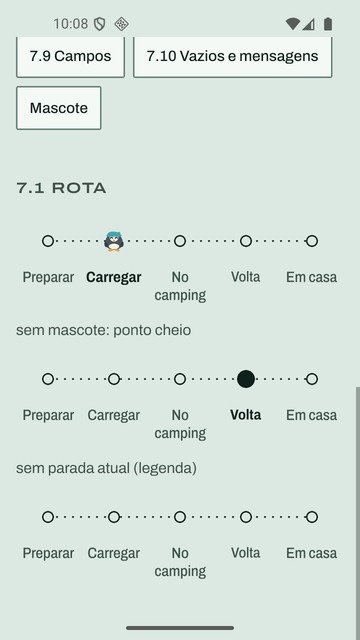 10:08
7.9 Campos
7.10 Vazios e mensagens
Mascote
7.1 ROTA
Preparar
Carregar
No camping
Volta
Em casa
sem mascote: ponto cheio
Preparar
Carregar
No camping
Volta
Em casa
sem parada atual (legenda)
Preparar
Carregar
No camping
Volta
Em casa